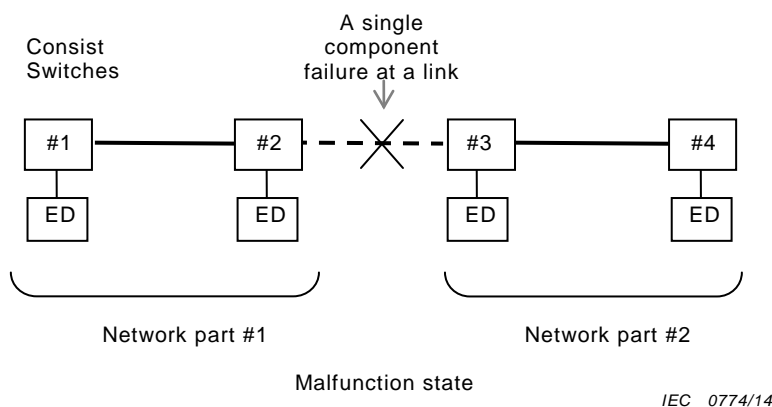 Consist
Switches
A single
component
failure at a link
#1
#2
#3
#4
ED
ED
ED
ED
Network part #1
Network part #2
Malfunction state
IEC 0774/14